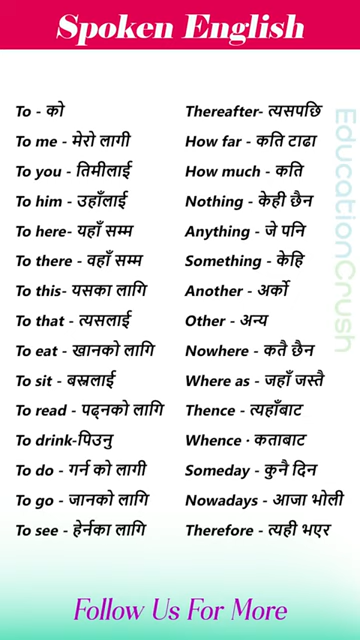 Spoken English
To - को
To me - मेरो लागी
To you - तिमीलाई
To him - उहाँलाई
To here- यहाँ सम्म
To there - वहाँ सम्म
To this- यसका लागि
To that - त्यसलाई
To eat - खानको लागि
To sit - बस्नलाई
To read - पढ्नको लागि
To drink-पिउनु
To do - गर्न को लागी
To go - जानको लागि
To see - हेर्नका लागि
Thereafter- त्यसपछि
How far - कति टाढा
How much - कति
Nothing - केही छैन
Anything - जे पनि
Something - केहि
Another - अर्को
Other - अन्य
Nowhere - कतै छैन
Where as - जहाँ जस्तै
Thence - त्यहाँबाट
Whence · कताबाट
Someday - कुनै दिन
Nowadays - आजा भोली
Therefore - त्यही भएर
EducationCrush
Follow Us For More